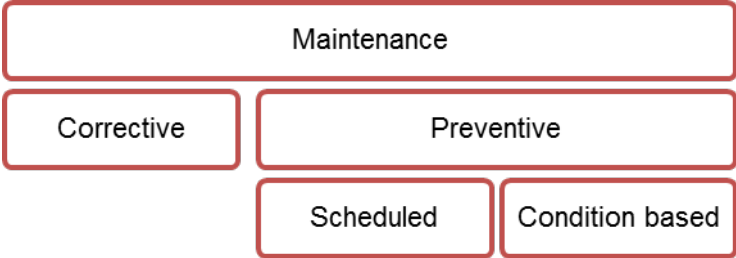 Maintenance
Corrective
Preventive
Scheduled
Condition based